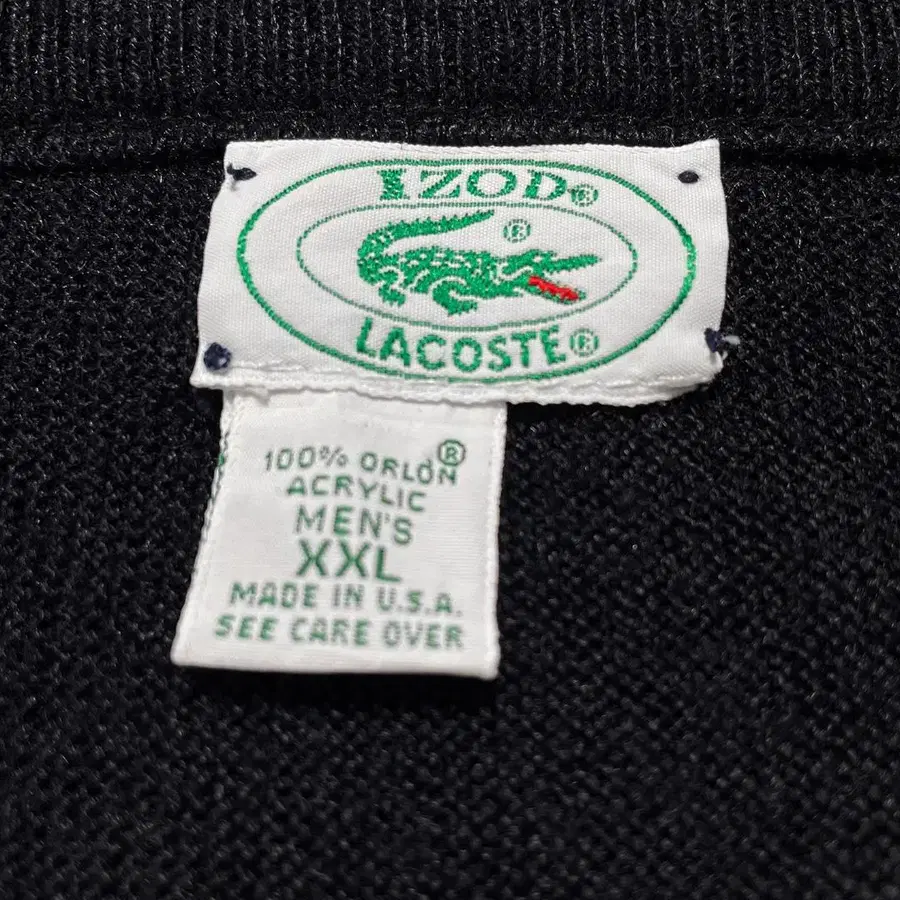 IZOD®
®
LACOSTE®
100% ORLON®
ACRYLIC
MEN'S
XXL
MADE IN U.S.A.
SEE CARE OVER